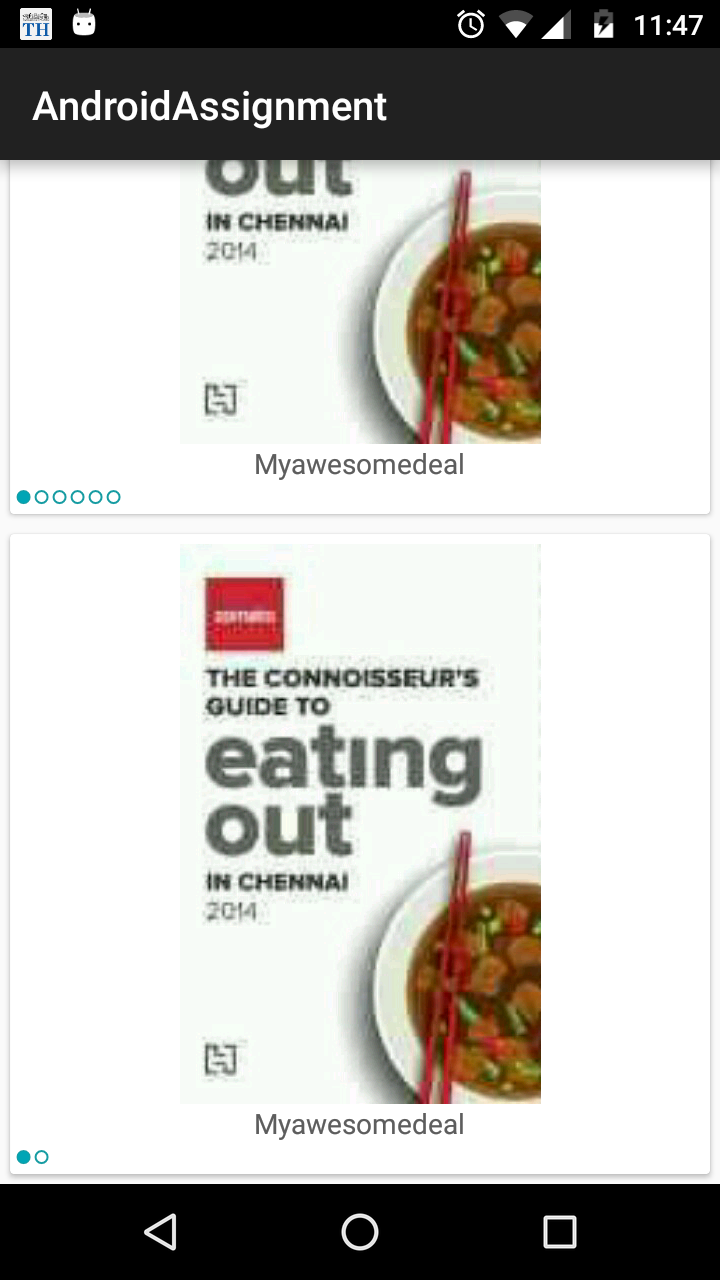 TH
11:47
AndroidAssignment
out
IN CHENNAI
2014
Myawesomedeal
THE CONNOISSEUR'S
GUIDE TO
eating
out
IN CHENNAI
2014
Myawesomedeal